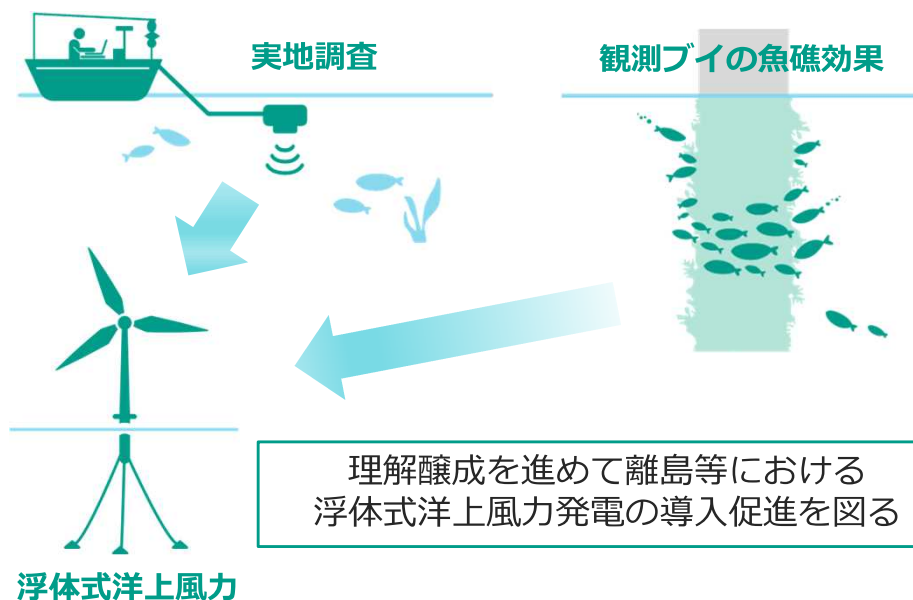 実地調査
観測ブイの魚礁効果
理解醸成を進めて離島等における
浮体式洋上風力発電の導入促進を図る
浮体式洋上風力